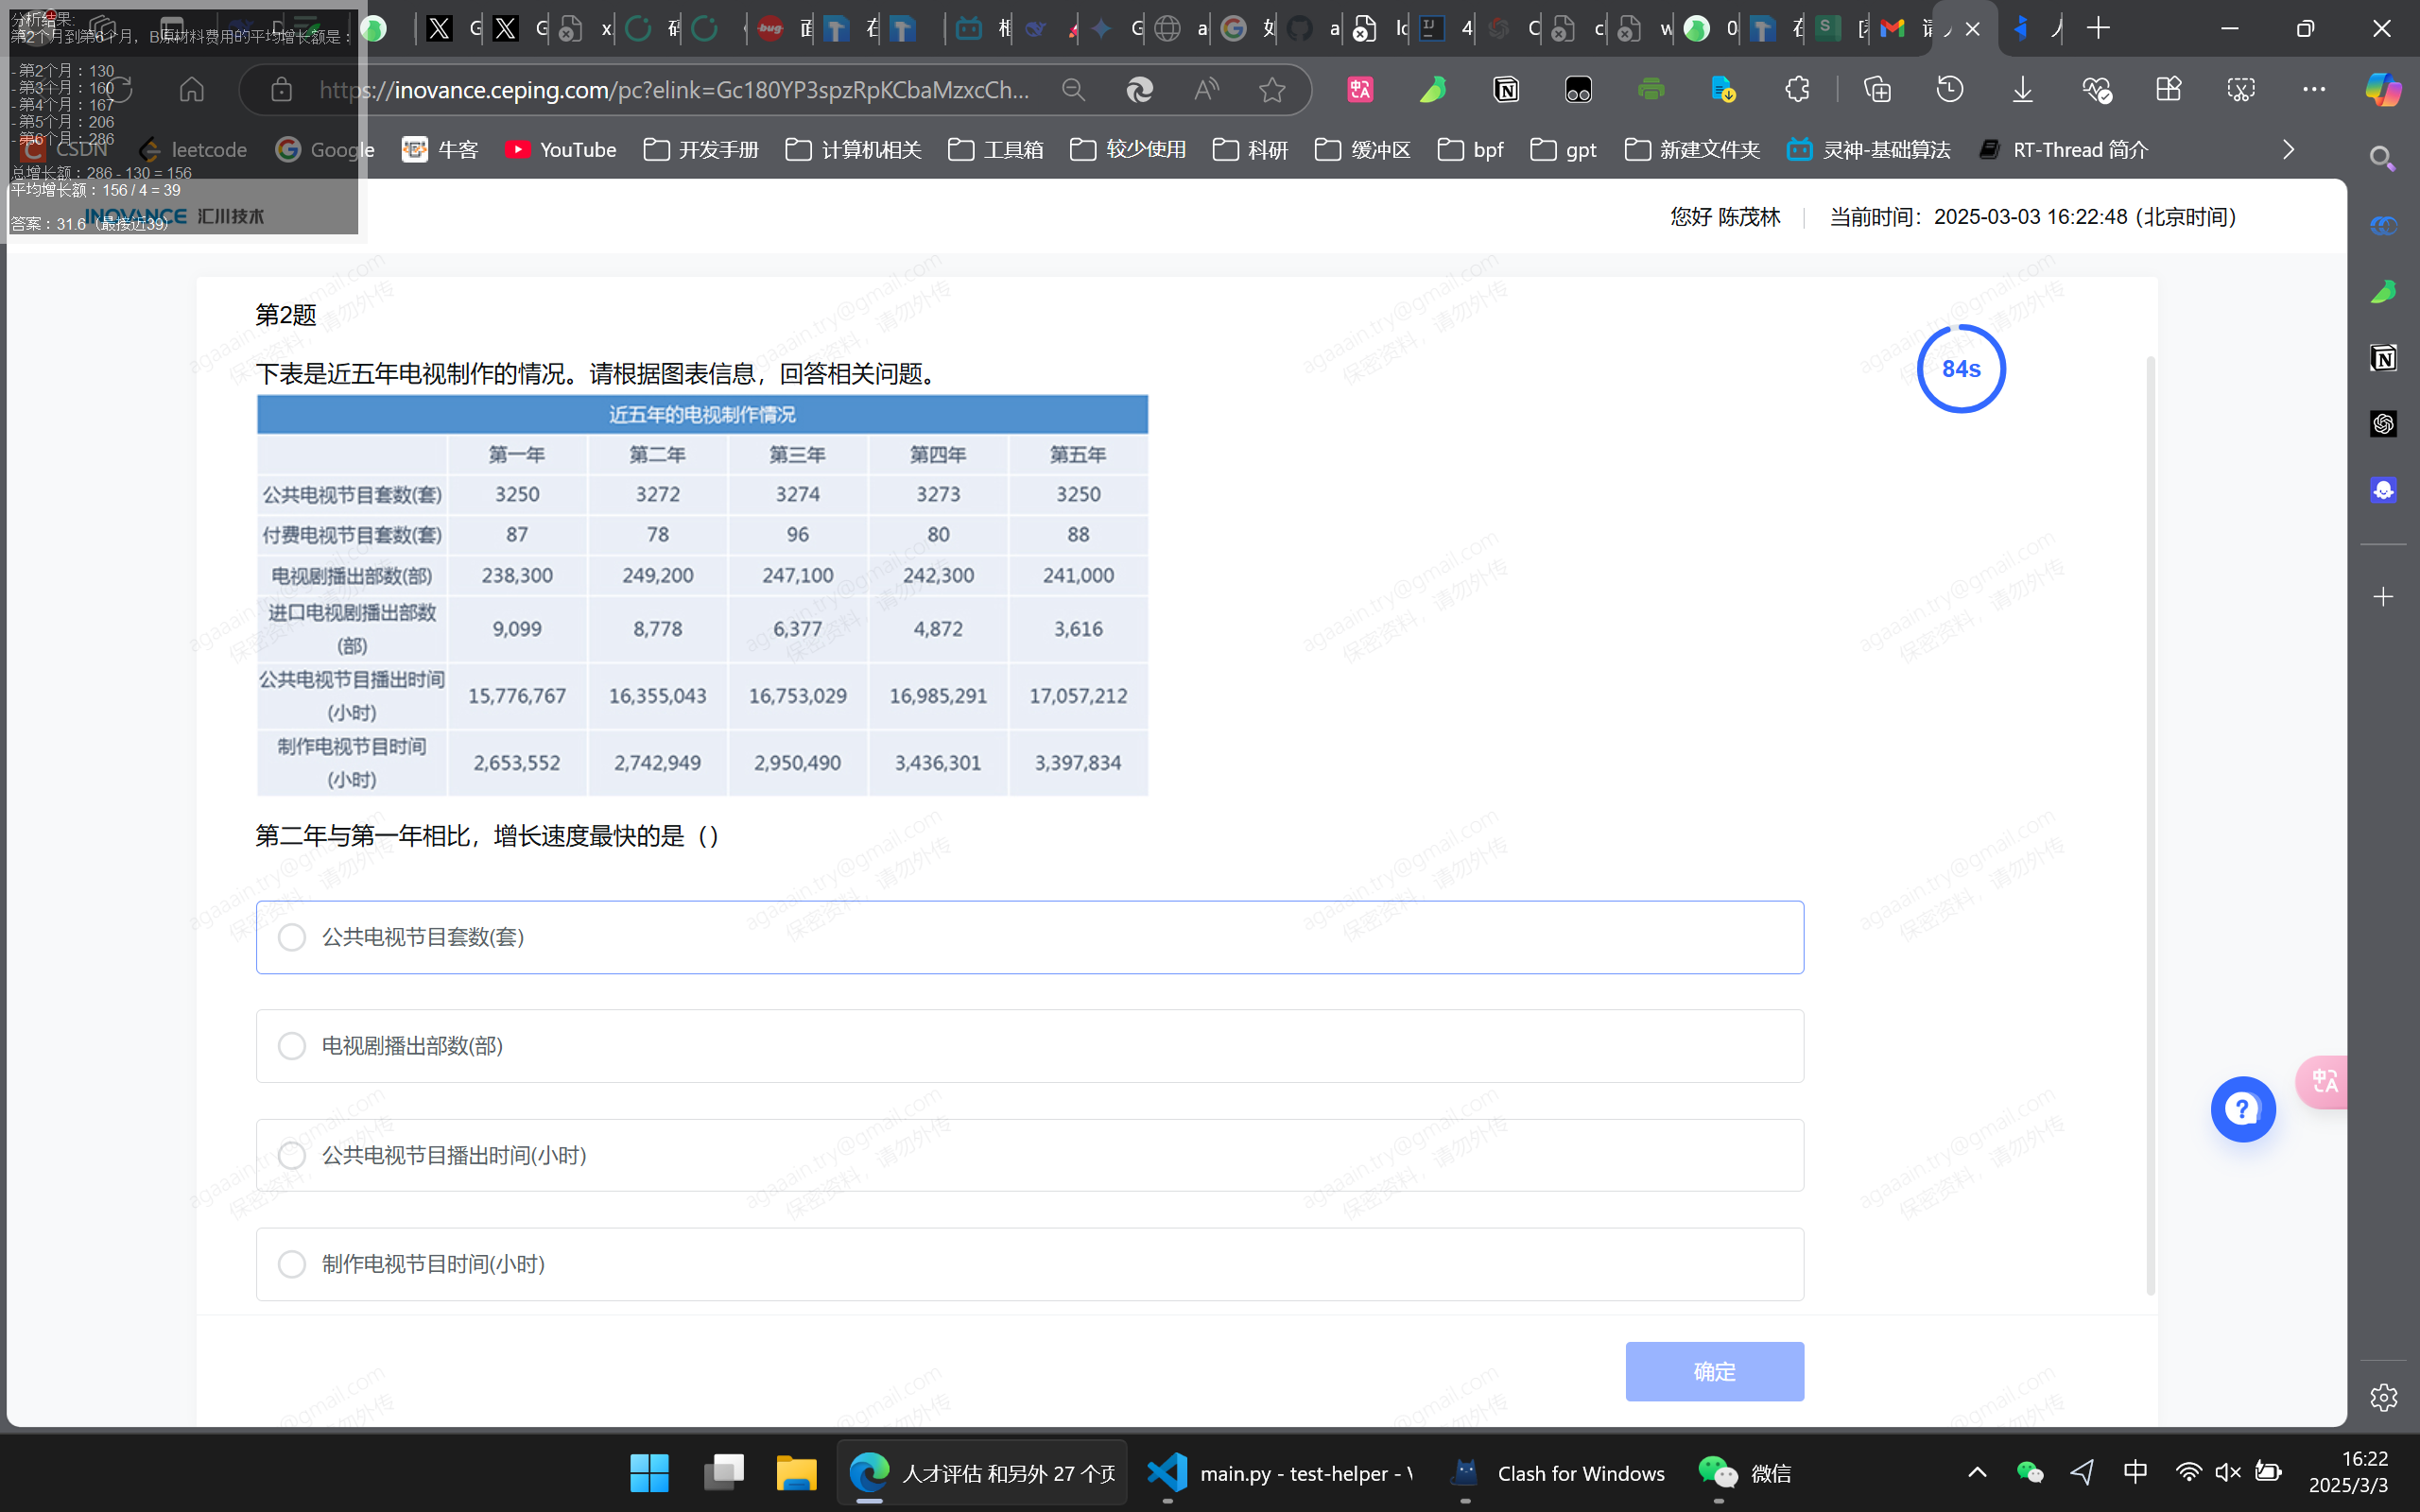 分析结果:
第2个月到第6个月，B原材料费用的平均增长额是：
- 第2个月：130
- 第3个月：160
- 第4个月：167
- 第5个月：206
- 第6个月：286
总增长额：286 - 130 = 156
平均增长额：156 / 4 = 39
答案：31.6（最接近39）
https://inovance.ceping.com/pc?elink=Gc180YP3spzRpKCbaMzxcCh...
CSDN
leetcode
Google
牛客
YouTube
开发手册
计算机相关
工具箱
较少使用
科研
缓冲区
bpf
gpt
新建文件夹
灵神-基础算法
RT-Thread 简介
INOVANCE 汇川技术
您好 陈茂林
当前时间：2025-03-03 16:22:48 (北京时间)
第2题
84s
下表是近五年电视制作的情况。请根据图表信息，回答相关问题。
近五年的电视制作情况
第一年 第二年 第三年 第四年 第五年
公共电视节目套数(套) 3250 3272 3274 3273 3250
付费电视节目套数(套) 87 78 96 80 88
电视剧播出部数(部) 238,300 249,200 247,100 242,300 241,000
进口电视剧播出部数
(部) 9,099 8,778 6,377 4,872 3,616
公共电视节目播出时间
(小时) 15,776,767 16,355,043 16,753,029 16,985,291 17,057,212
制作电视节目时间
(小时) 2,653,552 2,742,949 2,950,490 3,436,301 3,397,834
第二年与第一年相比，增长速度最快的是（）
公共电视节目套数(套)
电视剧播出部数(部)
公共电视节目播出时间(小时)
制作电视节目时间(小时)
确定
agaaain.try@gmail.com
保密资料，请勿外传
人才评估 和另外 27 个页
main.py - test-helper - V
Clash for Windows
微信
中
16:22
2025/3/3